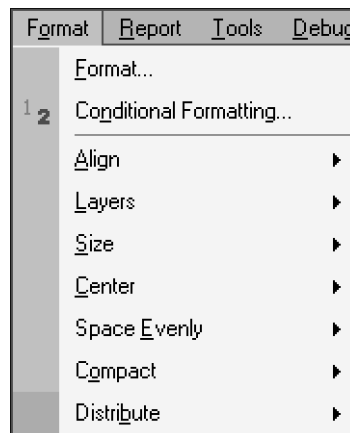 Format Report Tools Debug
Format...
1 2 Conditional Formatting...
Align
Layers
Size
Center
Space Evenly
Compact
Distribute